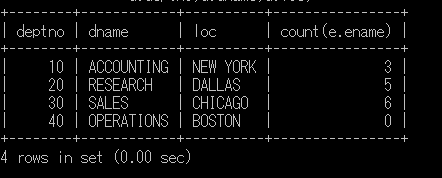 | deptno | dname | loc | count(e.ename) |
| 10 | ACCOUNTING | NEW YORK | 3 |
| 20 | RESEARCH | DALLAS | 5 |
| 30 | SALES | CHICAGO | 6 |
| 40 | OPERATIONS | BOSTON | 0 |
4 rows in set (0.00 sec)